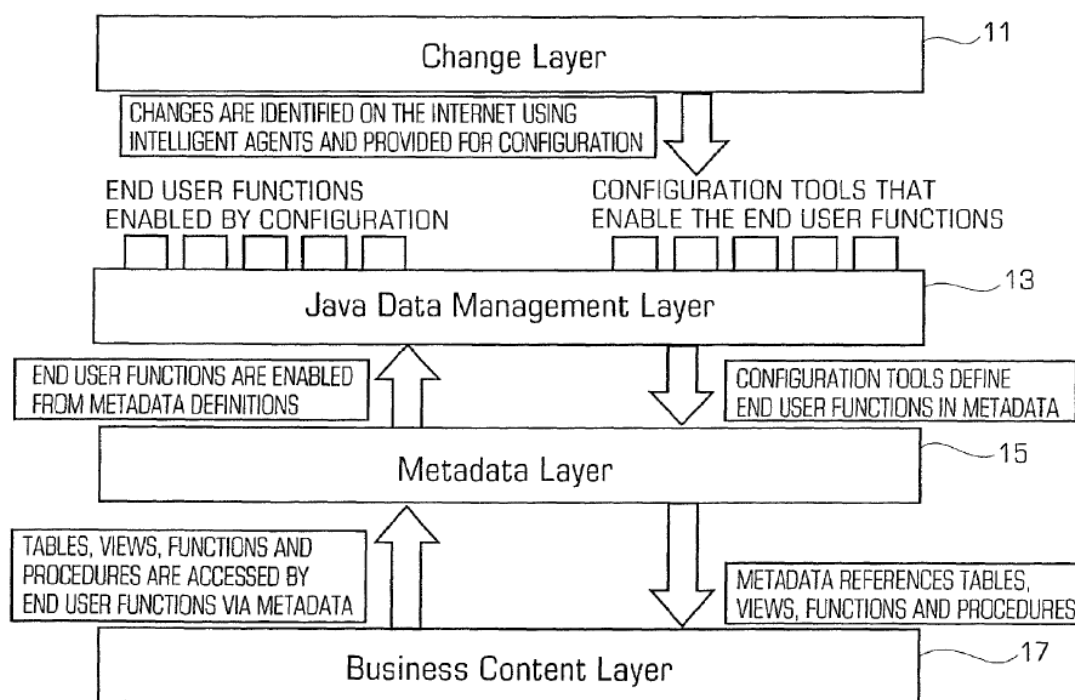 Change Layer
11
CHANGES ARE IDENTIFIED ON THE INTERNET USING
INTELLIGENT AGENTS AND PROVIDED FOR CONFIGURATION
END USER FUNCTIONS
ENABLED BY CONFIGURATION
CONFIGURATION TOOLS THAT
ENABLE THE END USER FUNCTIONS
Java Data Management Layer
13
END USER FUNCTIONS ARE ENABLED
FROM METADATA DEFINITIONS
CONFIGURATION TOOLS DEFINE
END USER FUNCTIONS IN METADATA
Metadata Layer
15
TABLES, VIEWS, FUNCTIONS AND
PROCEDURES ARE ACCESSED BY
END USER FUNCTIONS VIA METADATA
METADATA REFERENCES TABLES,
VIEWS, FUNCTIONS AND PROCEDURES
Business Content Layer
17